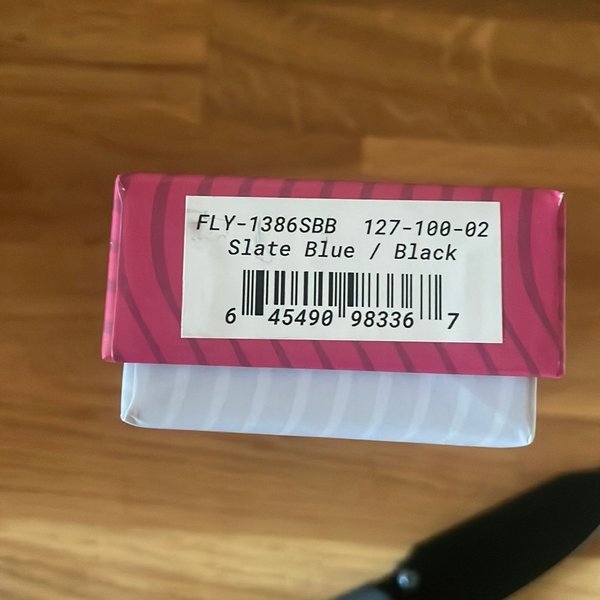 FLY-1386SBB 127-100-02
Slate Blue / Black
6 45490 98336 7